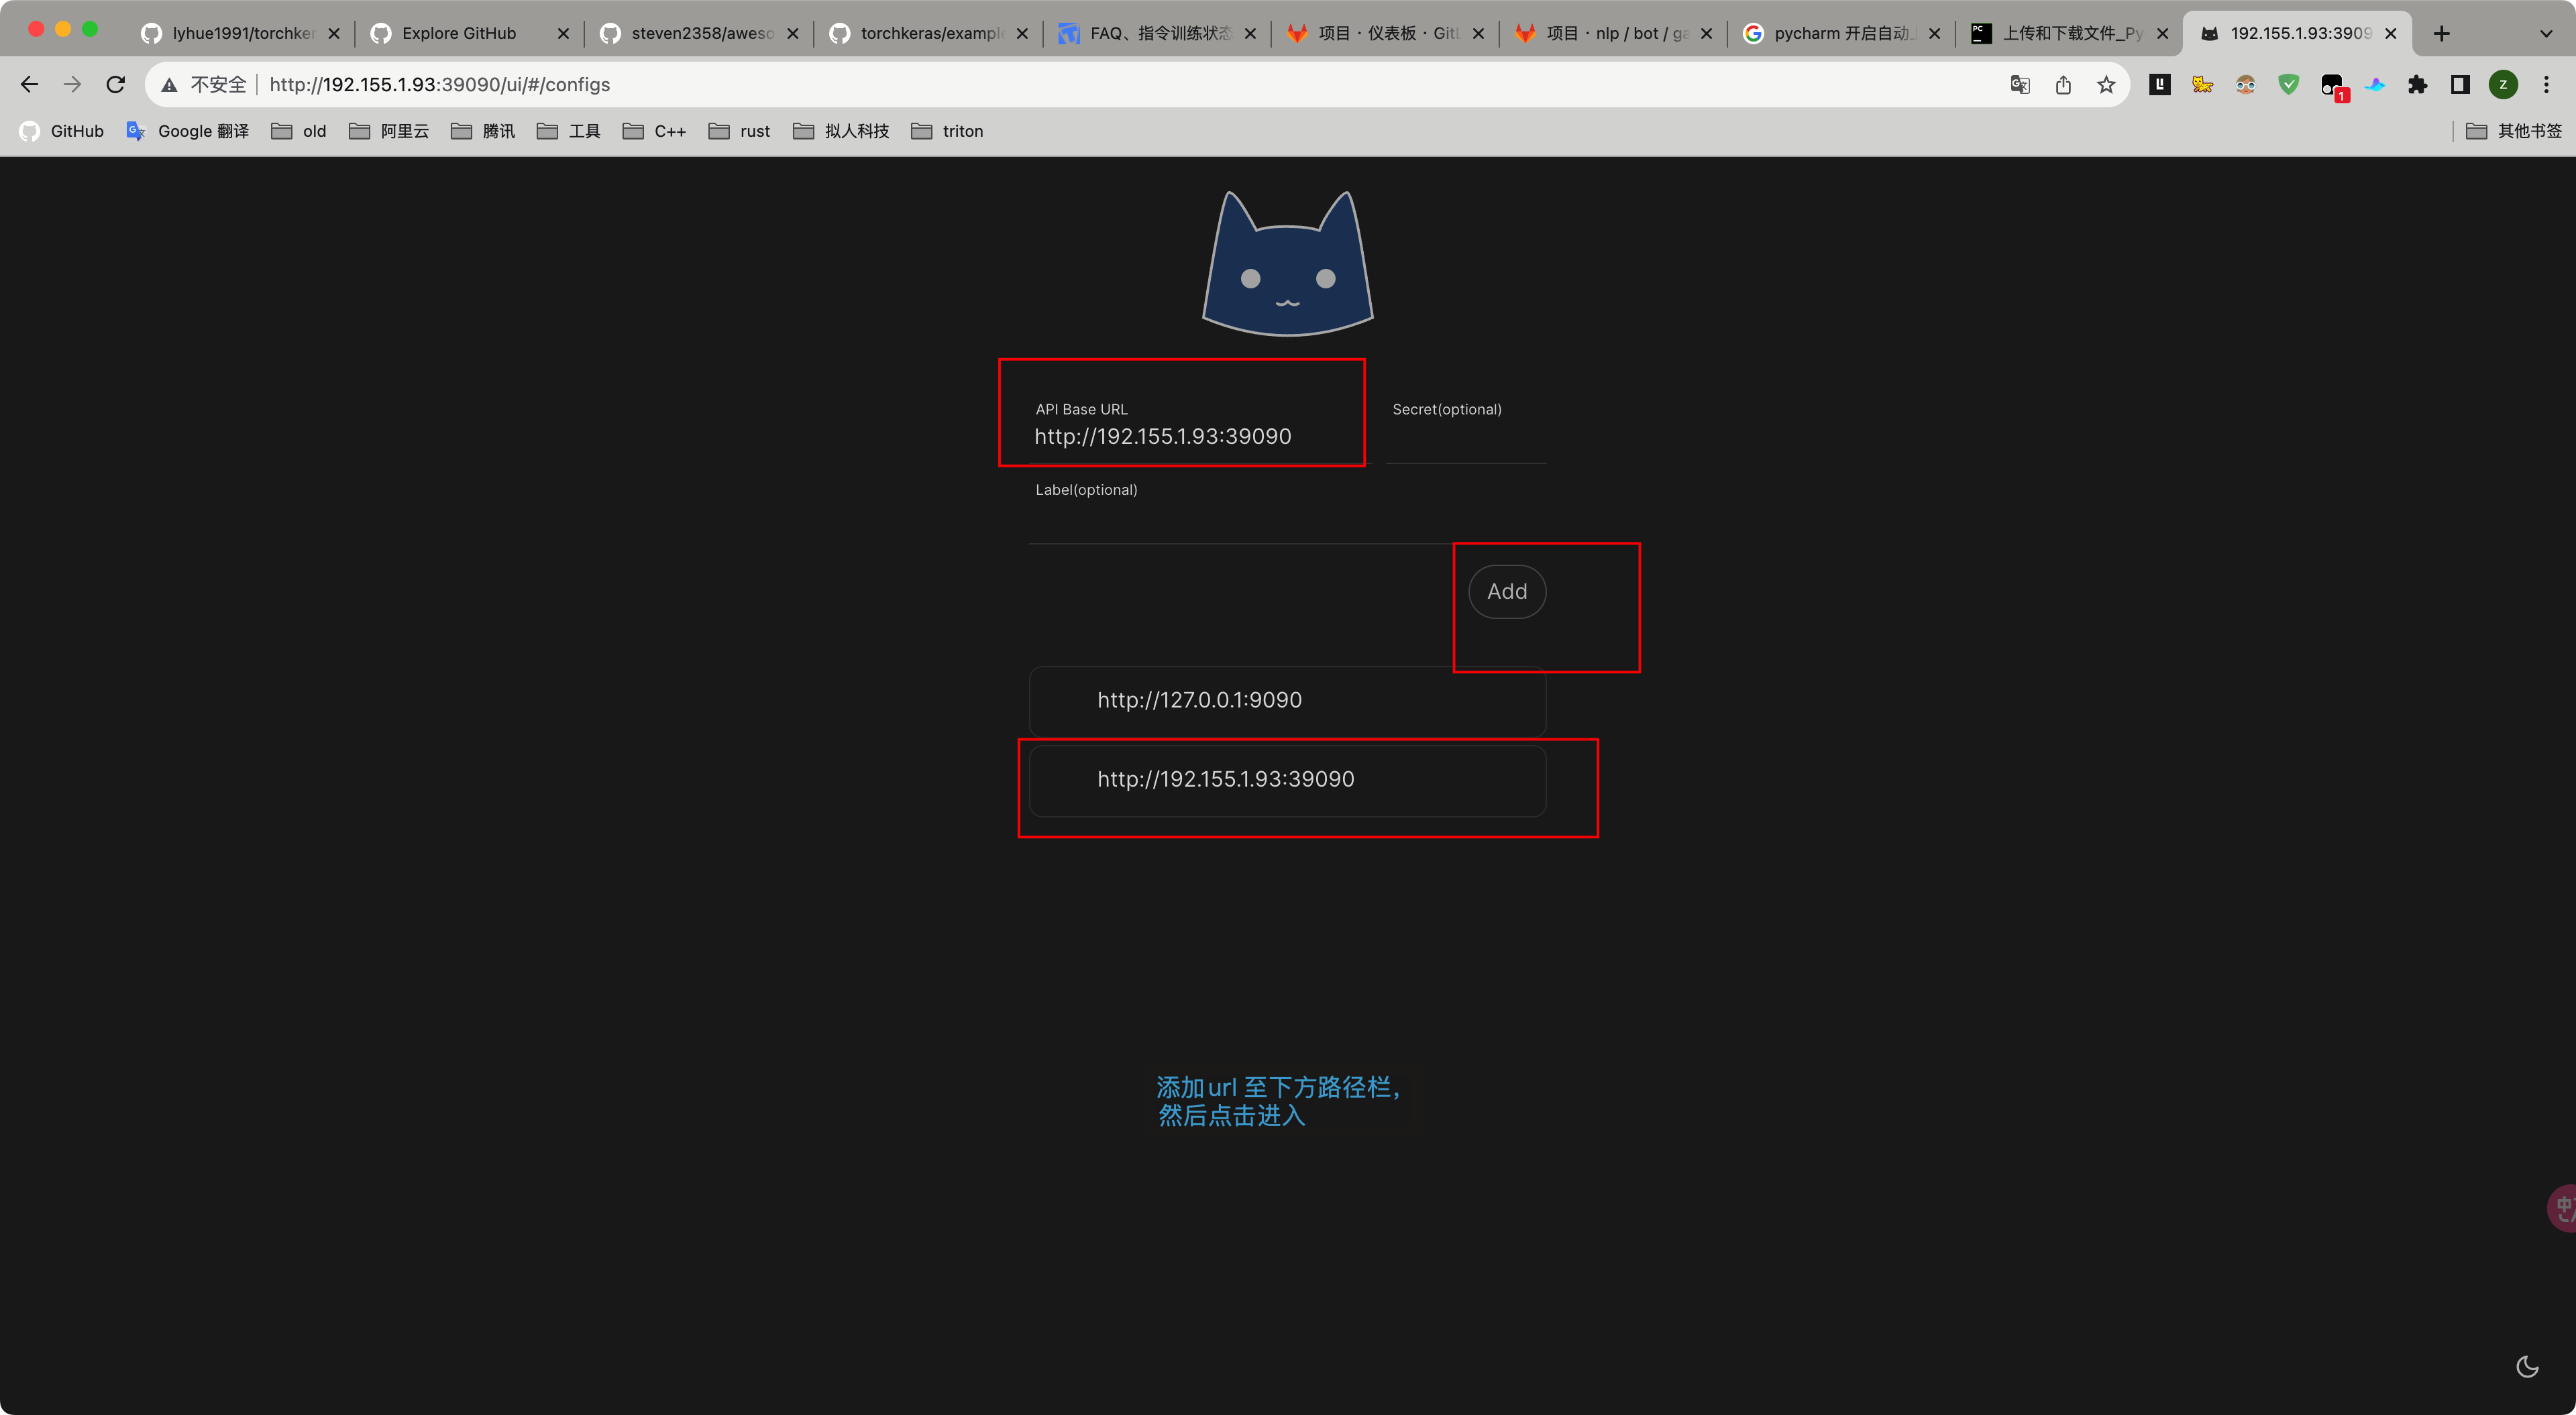 lyhue1991/torchker
Explore GitHub
steven2358/aweso
torchkeras/example
FAQ、指令训练状态
项目 · 仪表板 · GitL
项目 · nlp / bot / ga
pycharm 开启自动
上传和下载文件_Py
192.155.1.93:3909
不安全
http://192.155.1.93:39090/ui/#/configs
1
Z
GitHub
Google 翻译
old
阿里云
腾讯
工具
C++
rust
拟人科技
triton
其他书签
API Base URL
http://192.155.1.93:39090
Secret(optional)
Label(optional)
Add
http://127.0.0.1:9090
http://192.155.1.93:39090
添加url 至下方路径栏,
然后点击进入